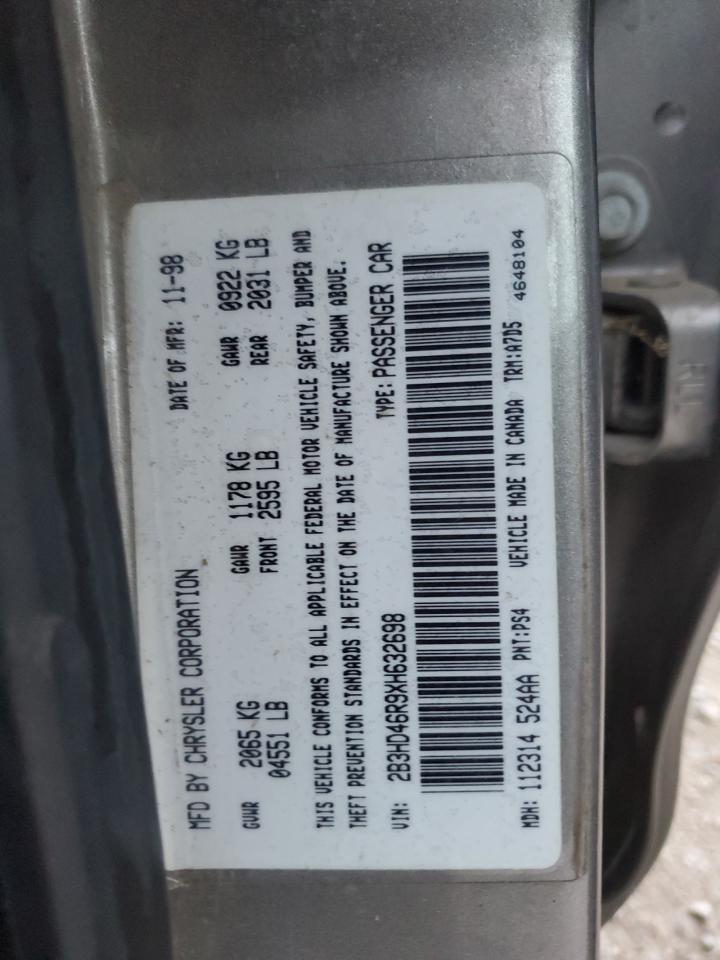 MFD BY CHRYSLER CORPORATION DATE OF MFR: 11-98
GVWR 2065 KG GAWR 1178 KG GAWR 0922 KG
04551 LB FRONT 2595 LB REAR 2031 LB
THIS VEHICLE CONFORMS TO ALL APPLICABLE FEDERAL MOTOR VEHICLE SAFETY, BUMPER AND
THEFT PREVENTION STANDARDS IN EFFECT ON THE DATE OF MANUFACTURE SHOWN ABOVE.
VIN: 2B3HD46R9XH632698 TYPE: PASSENGER CAR
MDH: 112314 524AA PNT:PS4 VEHICLE MADE IN CANADA TRM:A7D5
4648104